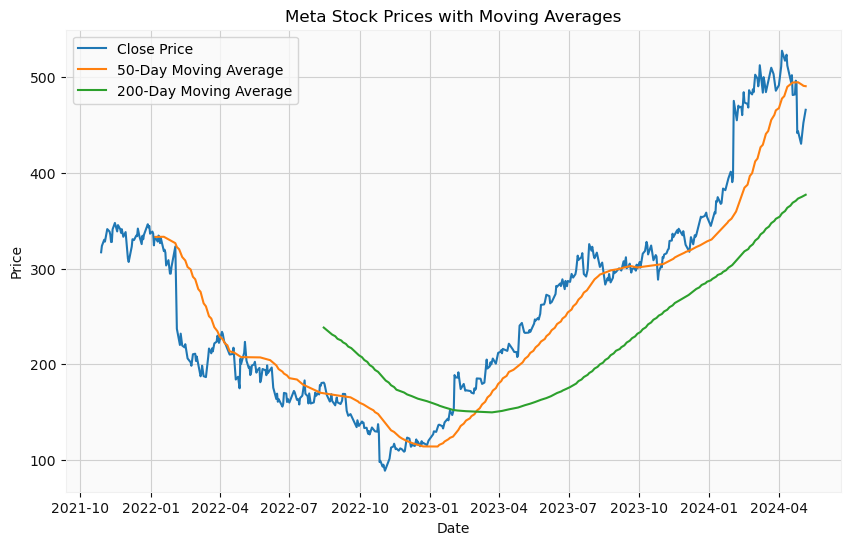 Meta Stock Prices with Moving Averages
Close Price
50-Day Moving Average
200-Day Moving Average
500
400
300
200
100
Price
2021-10 2022-01 2022-04 2022-07 2022-10 2023-01 2023-04 2023-07 2023-10 2024-01 2024-04
Date